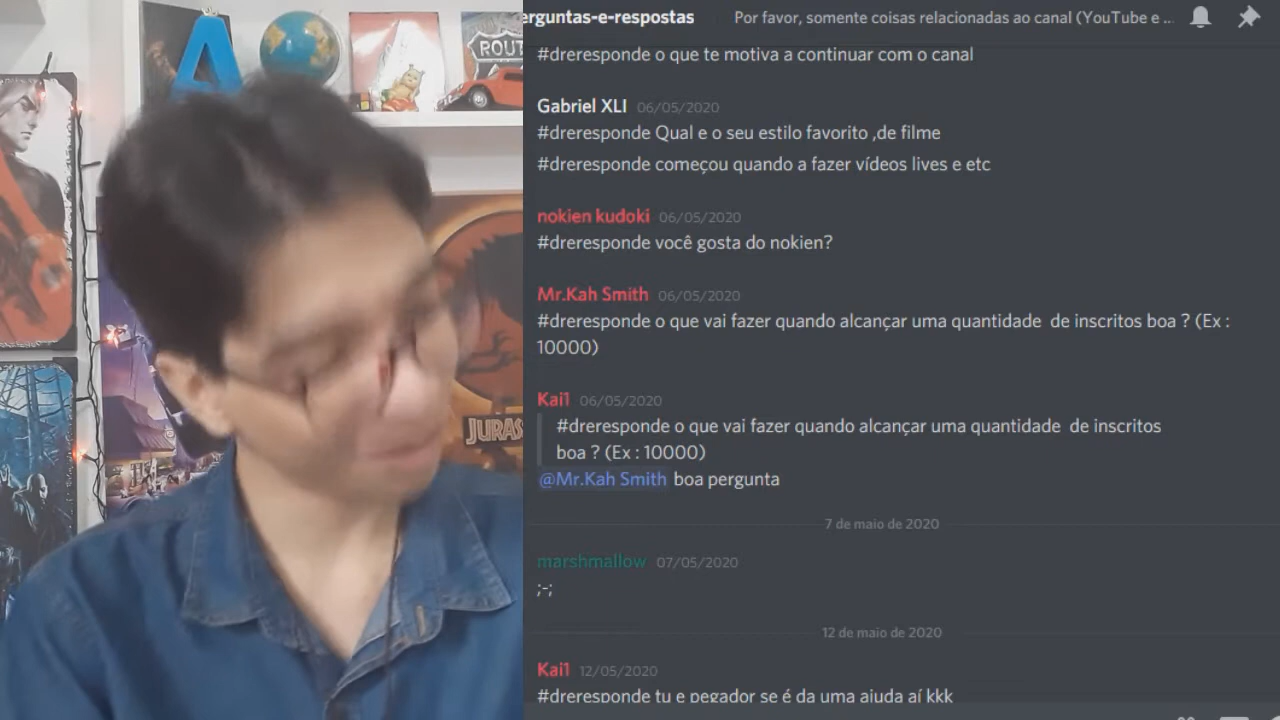 erguntas-e-respostas
Por favor, somente coisas relacionadas ao canal (YouTube e ...
#dreresponde o que te motiva a continuar com o canal
Gabriel XLI 06/05/2020
#dreresponde Qual e o seu estilo favorito ,de filme
#dreresponde começou quando a fazer vídeos lives e etc
nokien kudoki 06/05/2020
#dreresponde você gosta do nokien?
Mr.Kah Smith 06/05/2020
#dreresponde o que vai fazer quando alcançar uma quantidade de inscritos boa ? (Ex :
10000)
Kai1 06/05/2020
#dreresponde o que vai fazer quando alcançar uma quantidade de inscritos
boa ? (Ex : 10000)
@Mr.Kah Smith boa pergunta
7 de maio de 2020
marshmallow 07/05/2020
;-;
12 de maio de 2020
Kai1 12/05/2020
#dreresponde tu e pegador se é da uma ajuda aí kkk
A
ROUT
JURAS